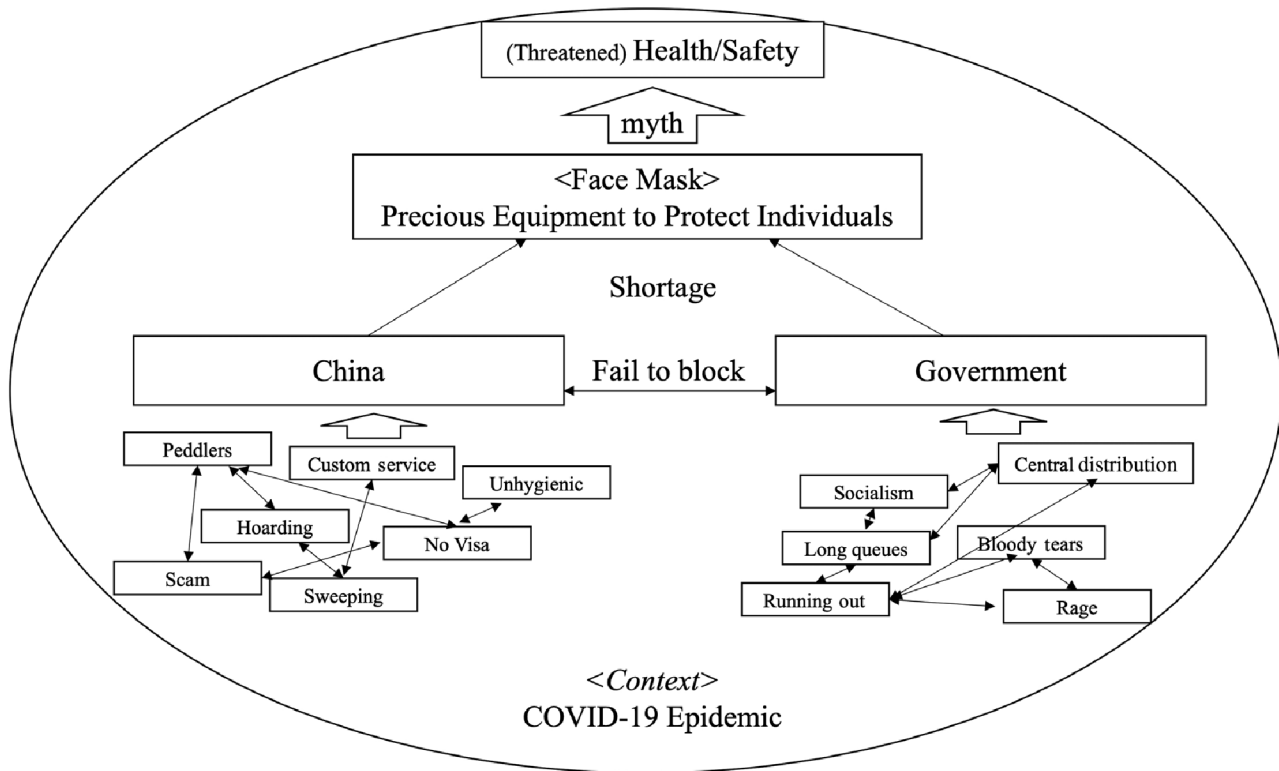 (Threatened) Health/Safety
myth
<Face Mask>
Precious Equipment to Protect Individuals
Shortage
China
Fail to block
Government
Peddlers
Custom service
Unhygienic
Hoarding
No Visa
Scam
Sweeping
Central distribution
Socialism
Long queues
Bloody tears
Running out
Rage
<Context>
COVID-19 Epidemic